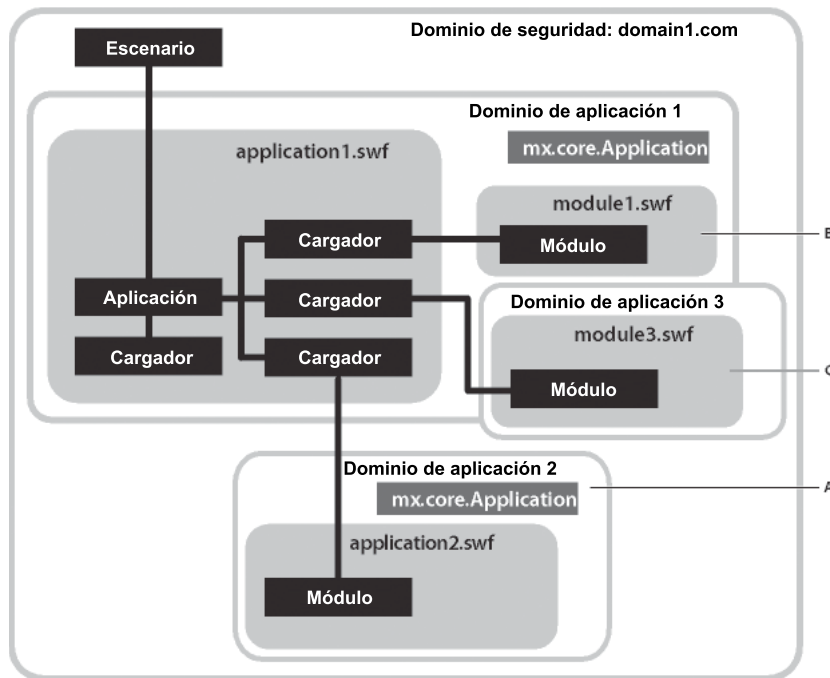 Dominio de seguridad: domain1.com
Escenario
Dominio de aplicación 1
mx.core.Application
application1.swf
module1.swf
Cargador
Módulo
B
Aplicación
Cargador
Dominio de aplicación 3
module3.swf
Cargador
Cargador
C
Módulo
Dominio de aplicación 2
mx.core.Application
A
application2.swf
Módulo